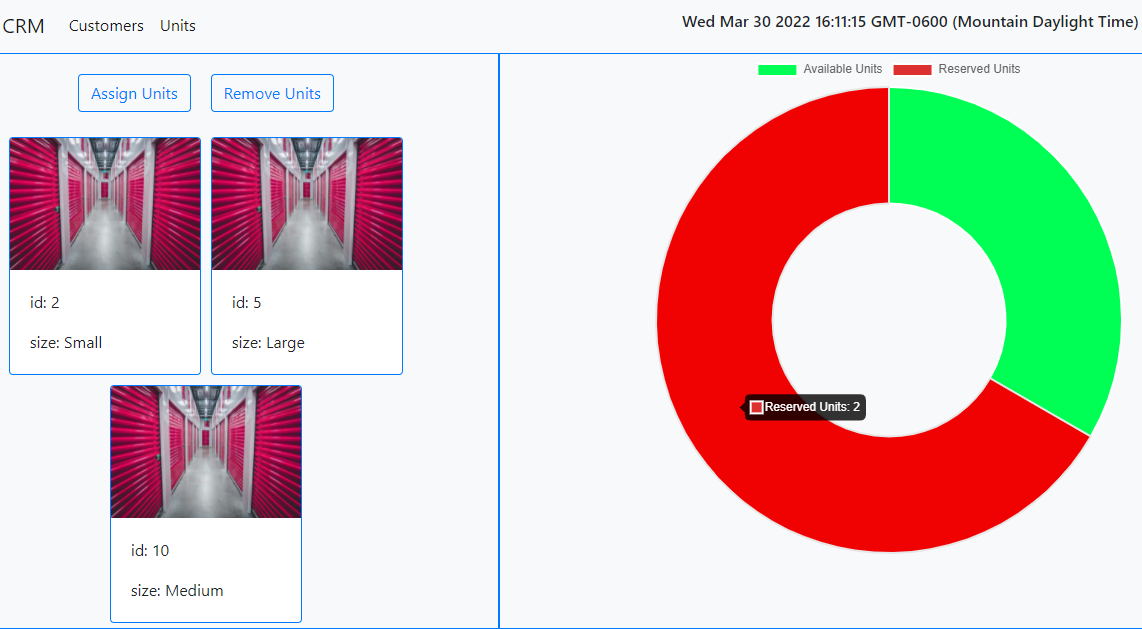 CRM Customers Units
Wed Mar 30 2022 16:11:15 GMT-0600 (Mountain Daylight Time)
Assign Units Remove Units
id: 2
size: Small
id: 5
size: Large
id: 10
size: Medium
Available Units Reserved Units
Reserved Units: 2